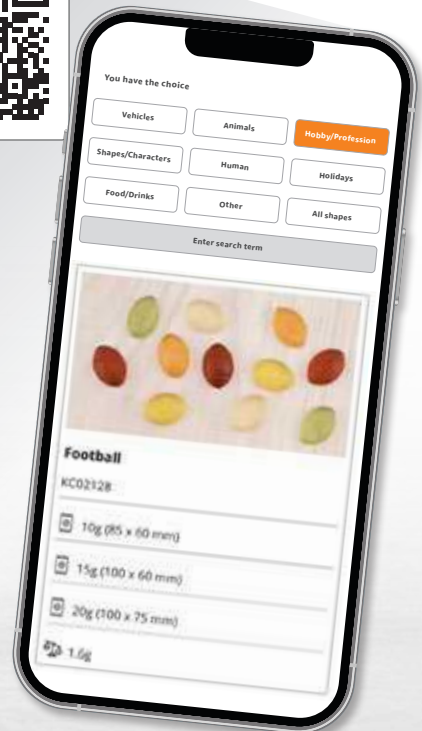 You have the choice
Vehicles
Animals
Hobby/Profession
Shapes/Characters
Human
Holidays
Food/Drinks
Other
All shapes
Enter search term
Football
KC02128
10g (85 x 60 mm)
15g (100 x 60 mm)
20g (100 x 75 mm)
1.6g